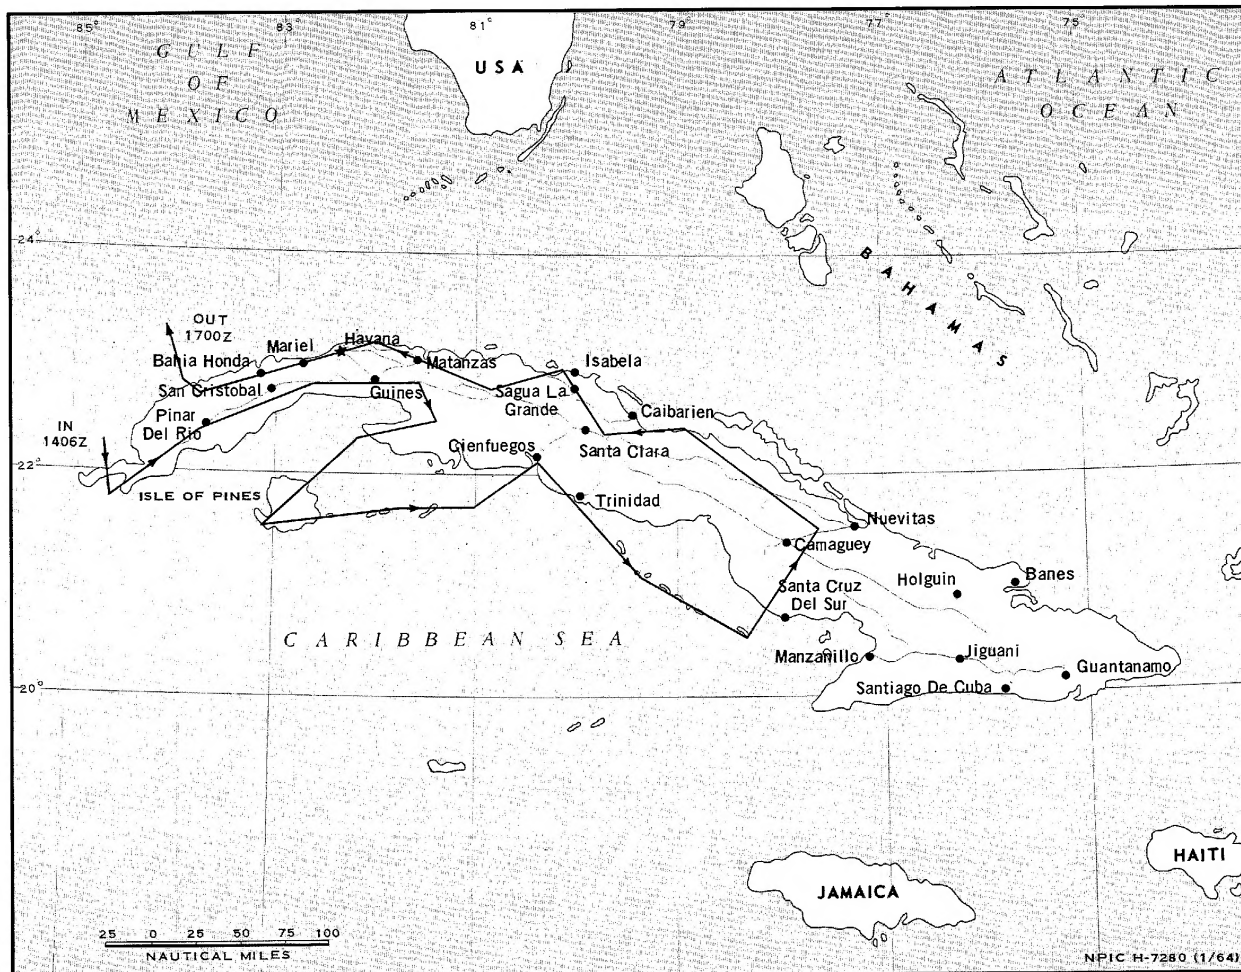 85°
83°
81°
79
77
75
GULF
OF
MEXICO
USA
ATLANTIC
OCEAN
24°
BAHAMAS
OUT
1700Z
Mariel
Havana
Bahia Honda
Matanzas
Isabela
San Cristobal
Guines
Sagua La
Grande
Pinar
Del Rio
Caibarien
IN
1406Z
Cienfuegos
Santa Clara
22°
ISLE OF PINES
Trinidad
Nuevitas
Camaguey
Holguin
Banes
Santa Cruz
Del Sur
CARIBBEAN SEA
Manzanillo
Jiguani
Guantanamo
20°
Santiago De Cuba
HAITI
JAMAICA
25 0 25 50 75 100
NAUTICAL MILES
NPIC H-7280 (1/64)